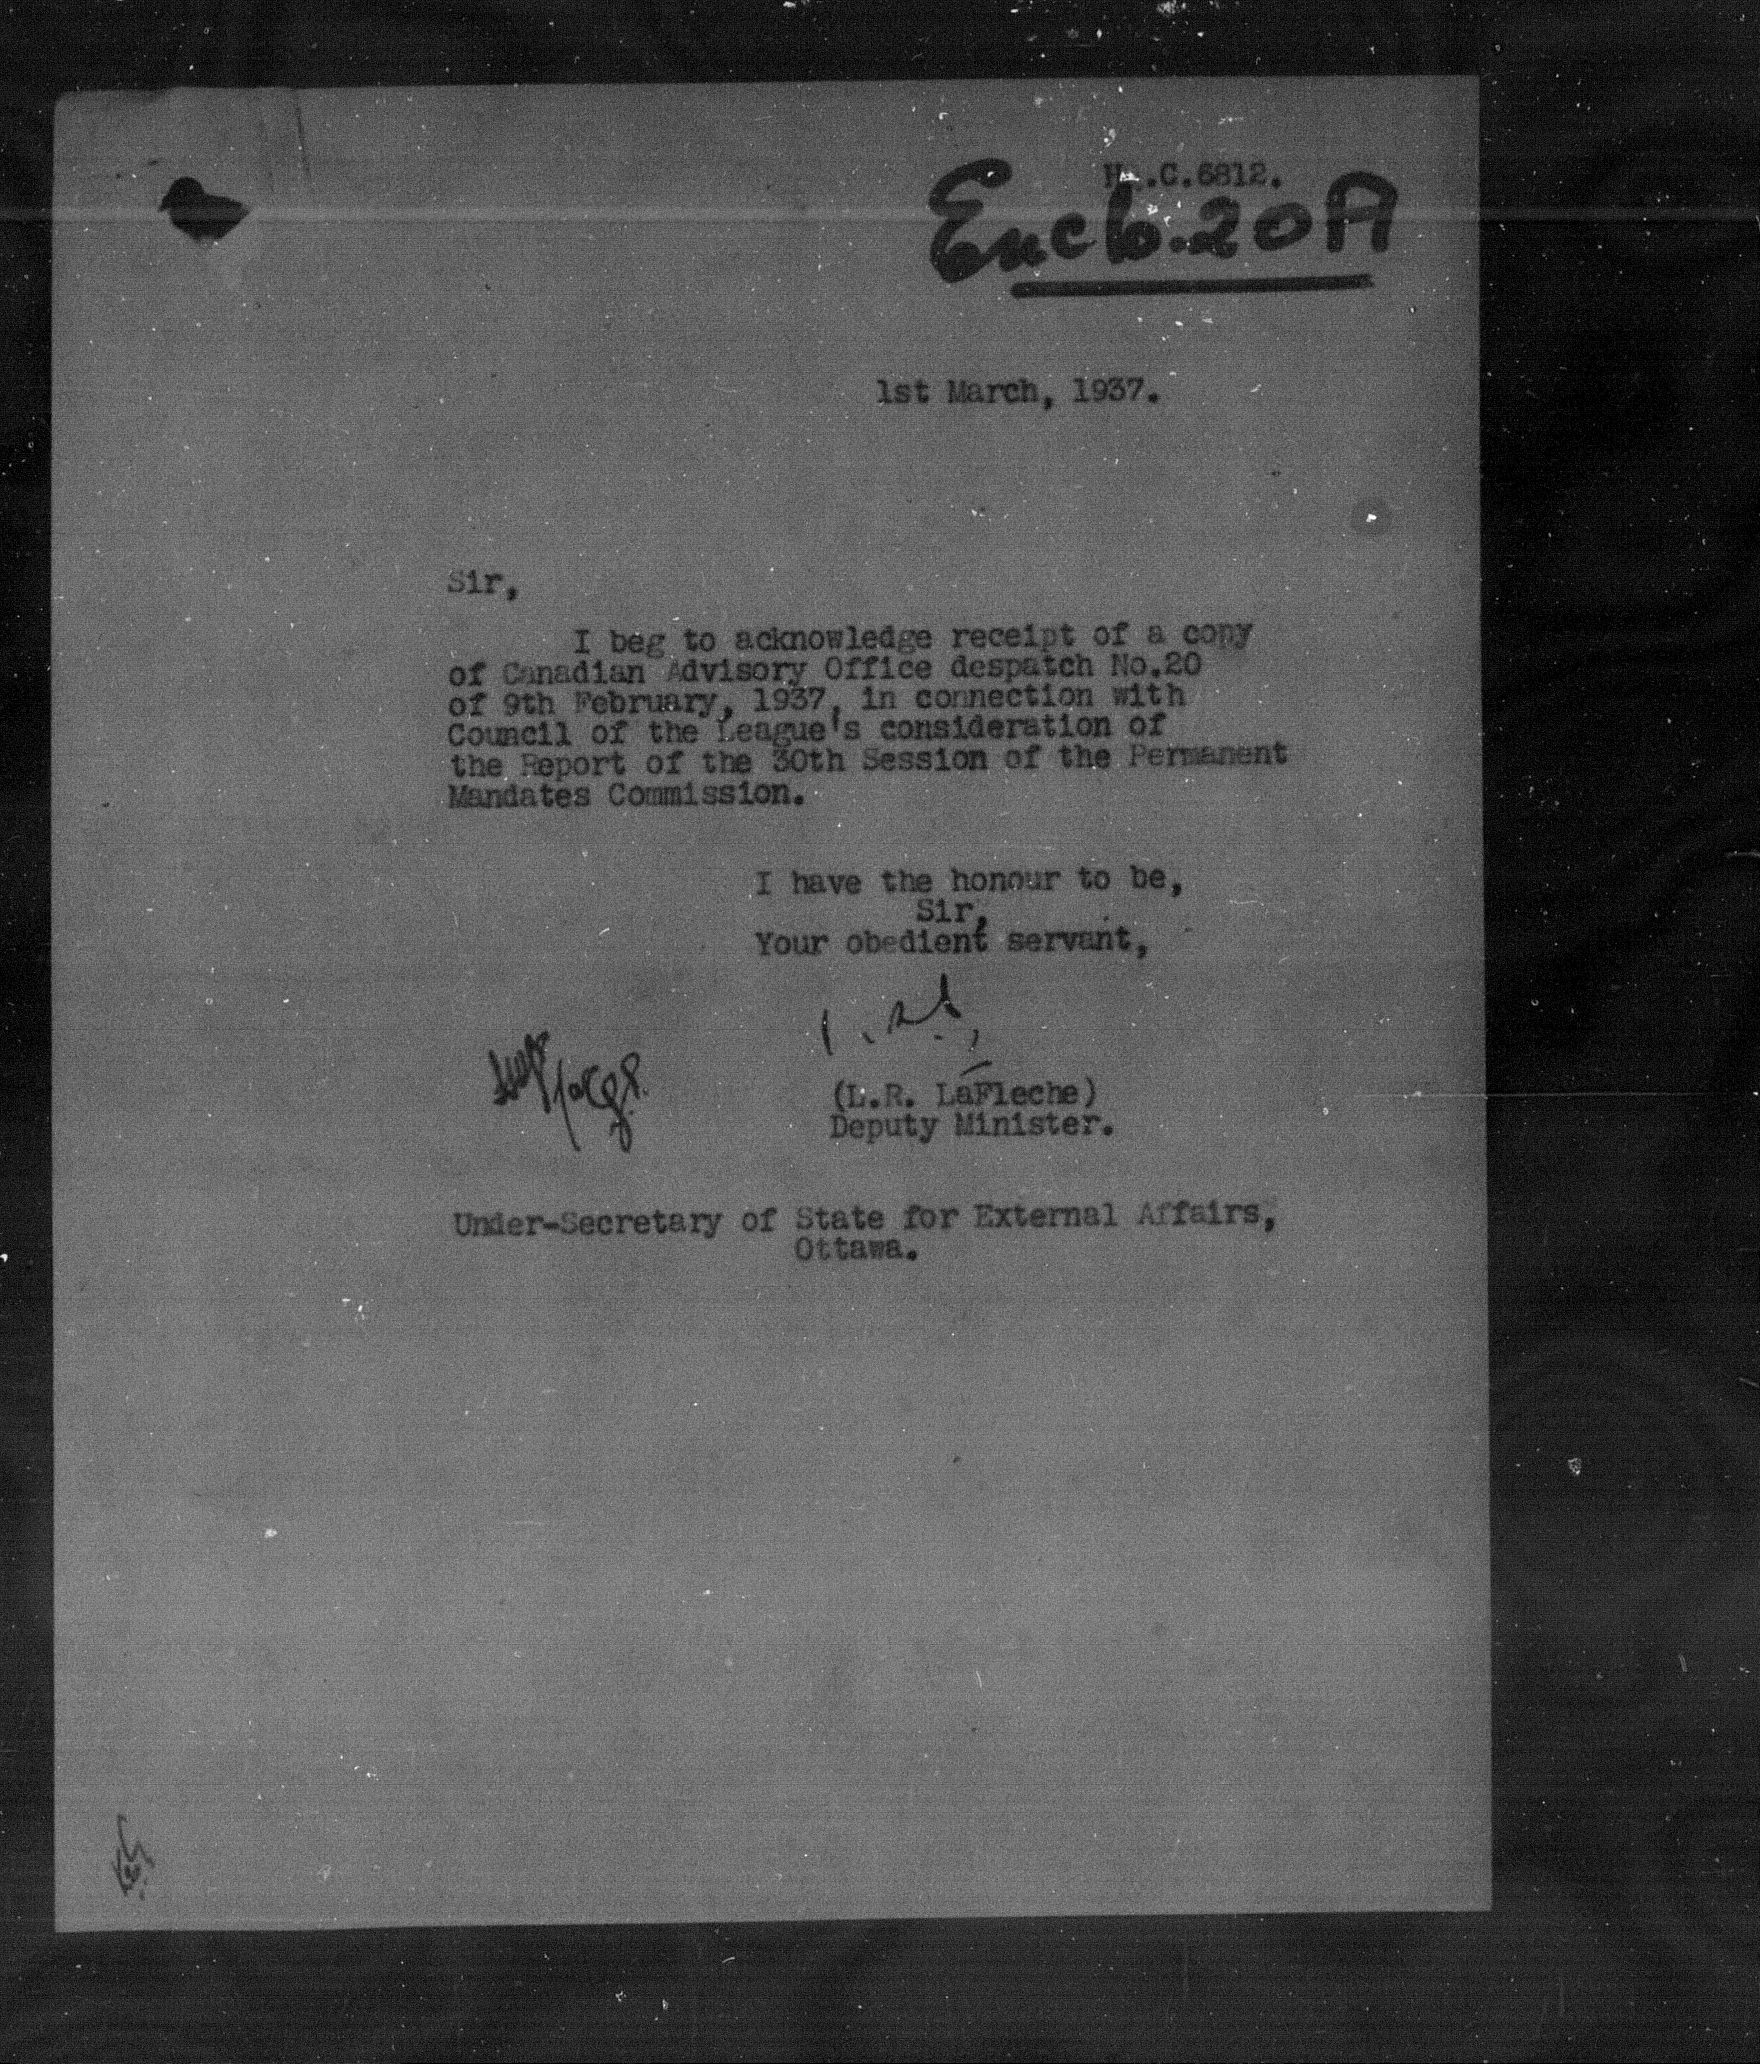 .C.6812.
Enclo.20A
1st March, 1937.
Sir,
I beg to acknowledge receipt of a copy
of Canadian Advisory Office despatch No.20
of 9th February, 1937, in connection with
Council of the League's consideration of
the Report of the 30th Session of the Permanent
Mandates Commission.
I have the honour to be,
Sir,
Your obedient servant,
(L.R. LaFleche)
Deputy Minister.
Under-Secretary of State for External Affairs,
Ottawa.